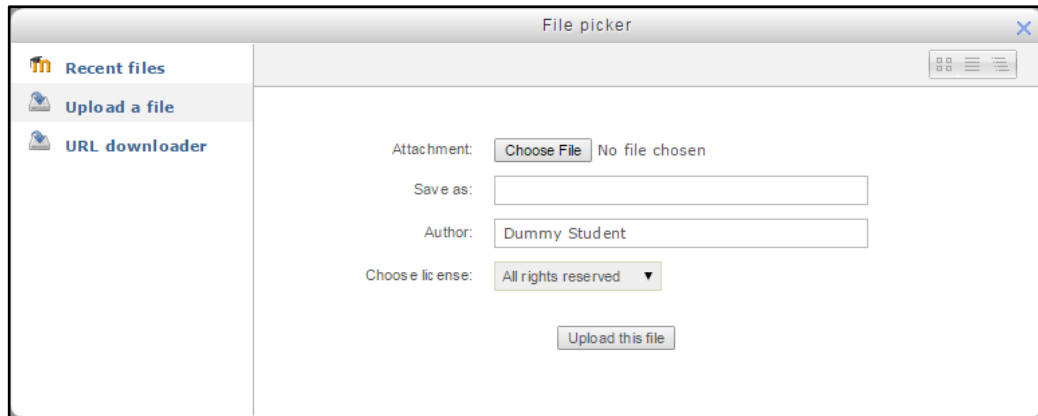 File picker
Recent files
Upload a file
URL downloader
Attachment: Choose File No file chosen
Save as:
Author: Dummy Student
Choose license: All rights reserved
Upload this file